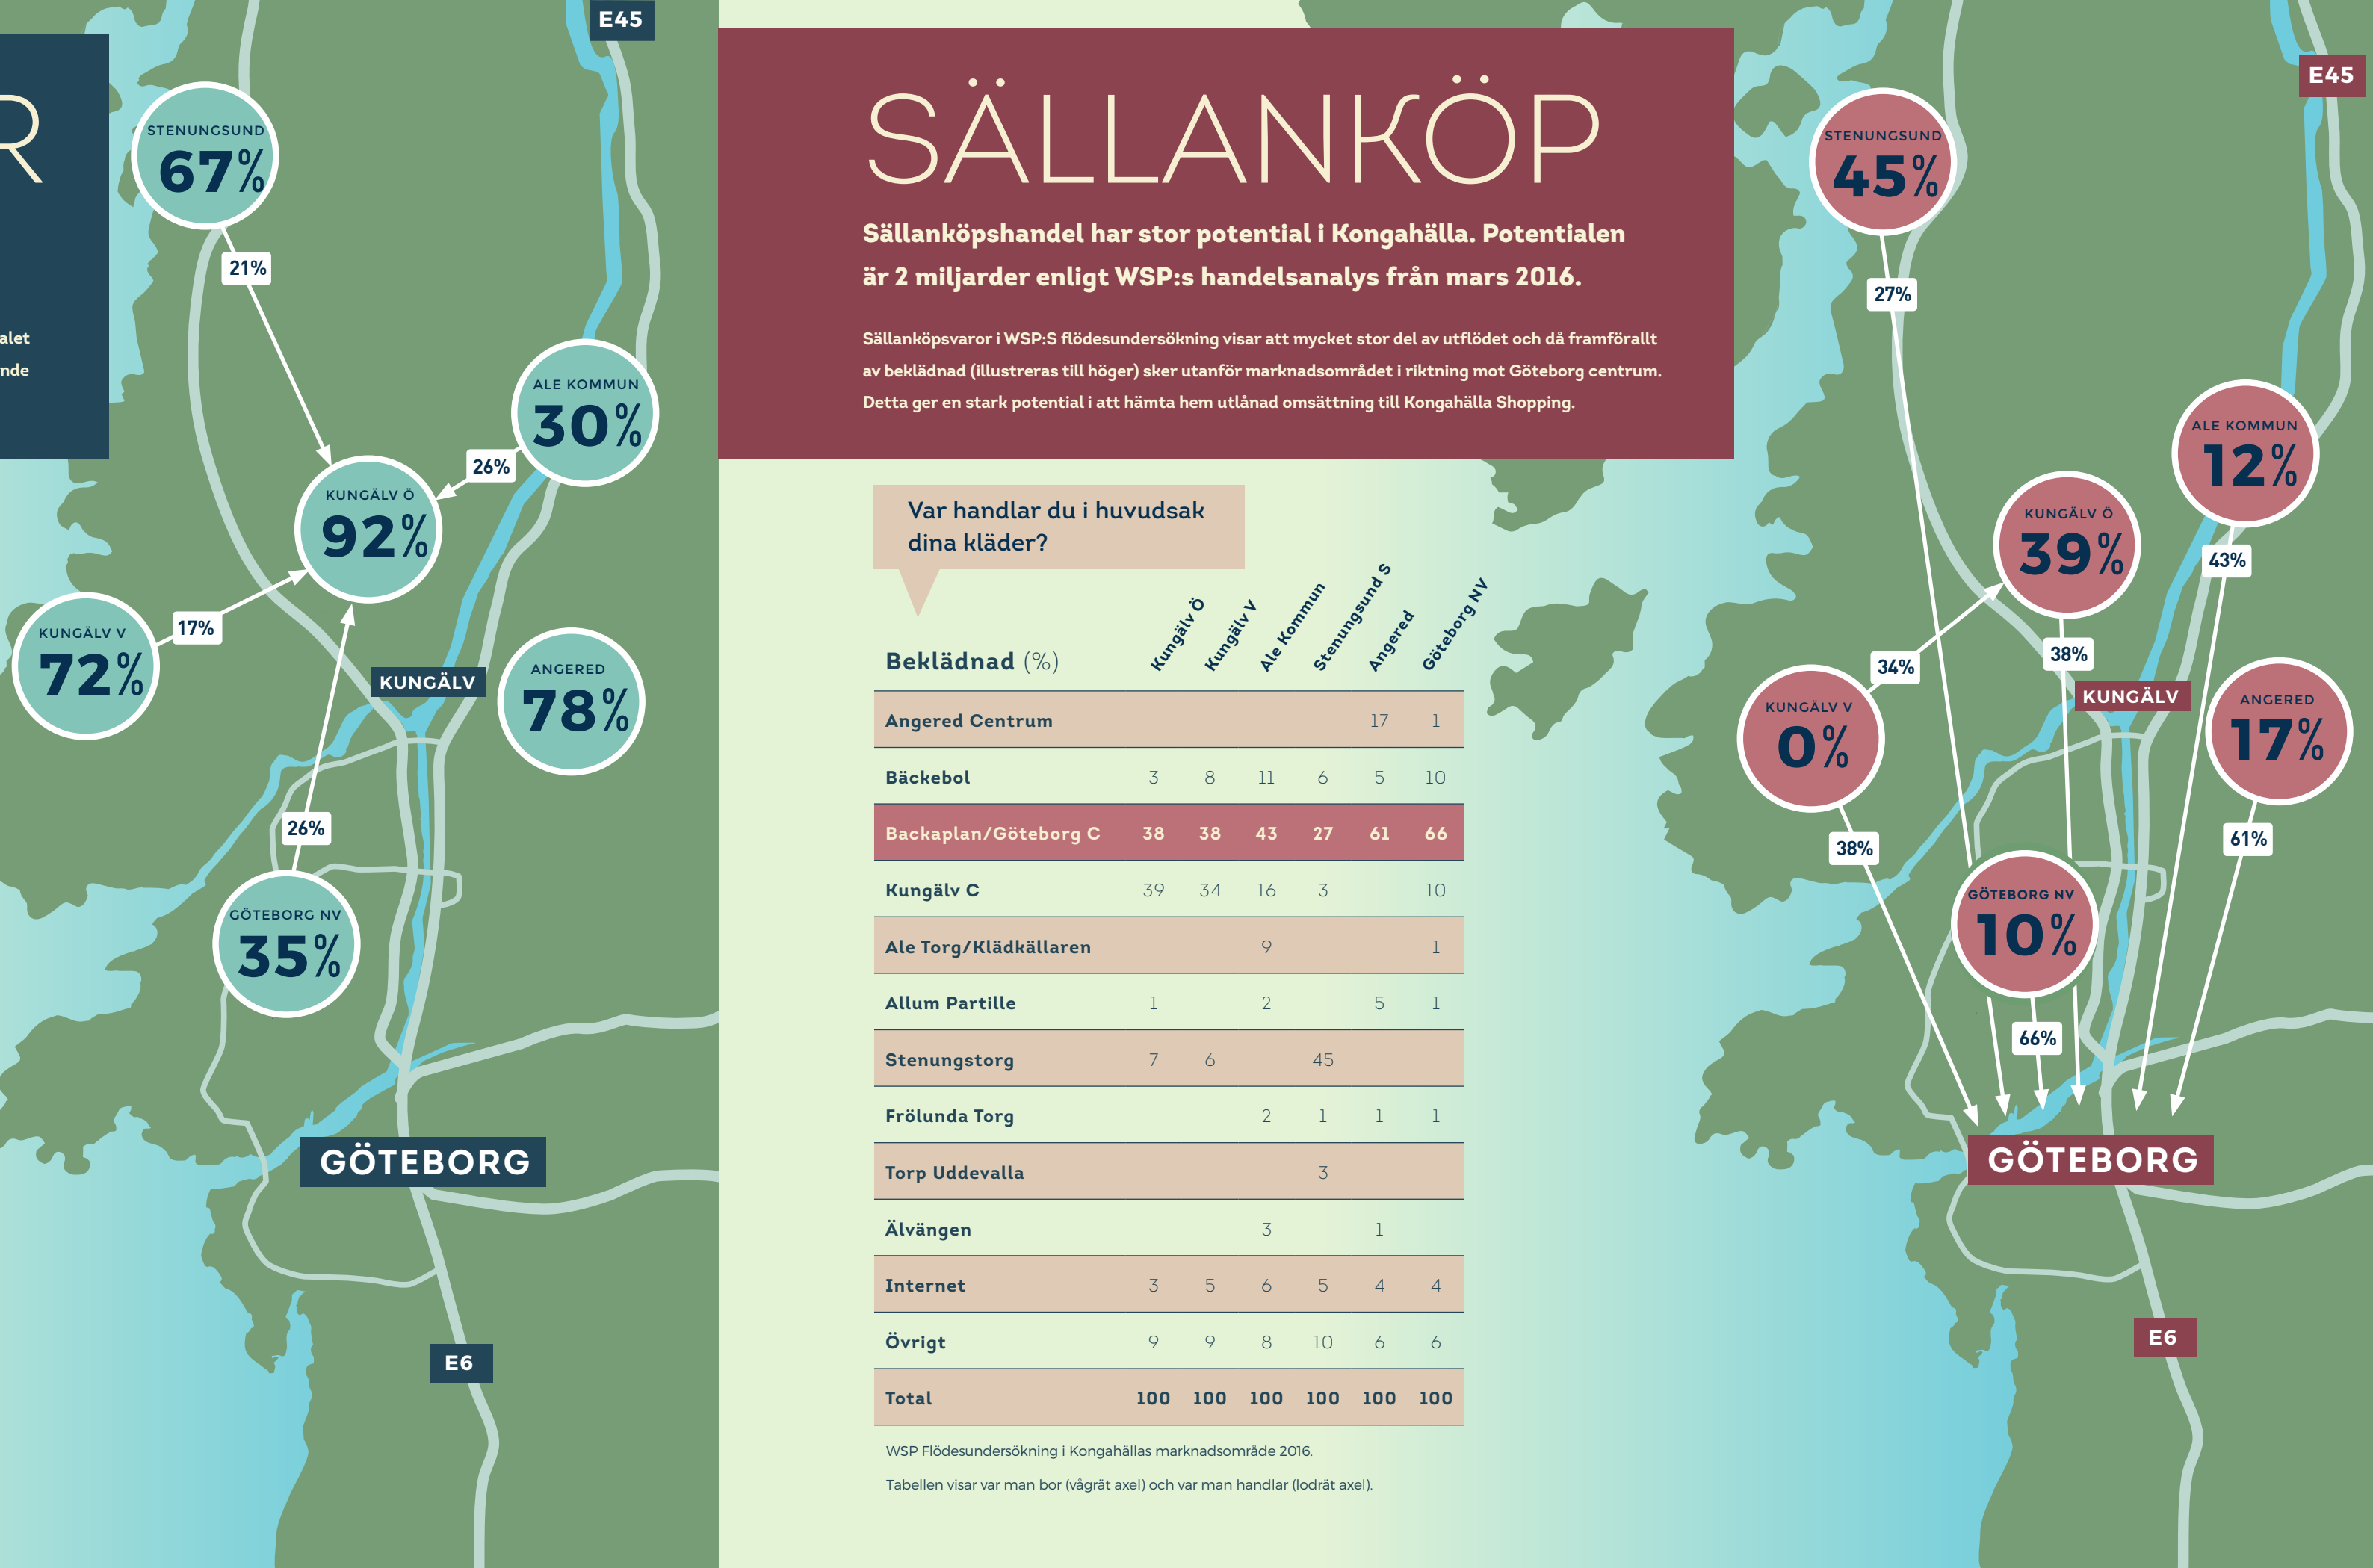 R
alet
nde
E45
STENUNGSUND
67%
21%
ALE KOMMUN
30%
26%
KUNGÄLV Ö
92%
KUNGÄLV V
72%
17%
KUNGÄLV
ANGERED
78%
26%
GÖTEBORG NV
35%
GÖTEBORG
E6
SÄLLANKÖP
Sällanköpshandel har stor potential i Kongahälla. Potentialen
är 2 miljarder enligt WSP:s handelsanalys från mars 2016.
Sällanköpsvaror i WSP:S flödesundersökning visar att mycket stor del av utflödet och då framförallt
av beklädnad (illustreras till höger) sker utanför marknadsområdet i riktning mot Göteborg centrum.
Detta ger en stark potential i att hämta hem utlånad omsättning till Kongahälla Shopping.
Var handlar du i huvudsak
dina kläder?
Beklädnad (%) Kungälv Ö Kungälv V Ale Kommun Stenungsund S Angered Göteborg NV
Angered Centrum 17 1
Bäckebol 3 8 11 6 5 10
Backaplan/Göteborg C 38 38 43 27 61 66
Kungälv C 39 34 16 3 10
Ale Torg/Klädkällaren 9 1
Allum Partille 1 2 5 1
Stenungstorg 7 6 45
Frölunda Torg 2 1 1 1
Torp Uddevalla 3
Älvängen 3 1
Internet 3 5 6 5 4 4
Övrigt 9 9 8 10 6 6
Total 100 100 100 100 100 100
WSP Flödesundersökning i Kongahällas marknadsområde 2016.
Tabellen visar var man bor (vågrät axel) och var man handlar (lodrät axel).
E45
STENUNGSUND
45%
27%
ALE KOMMUN
12%
43%
KUNGÄLV Ö
39%
38%
34%
KUNGÄLV V
0%
38%
KUNGÄLV
ANGERED
17%
61%
GÖTEBORG NV
10%
66%
GÖTEBORG
E6